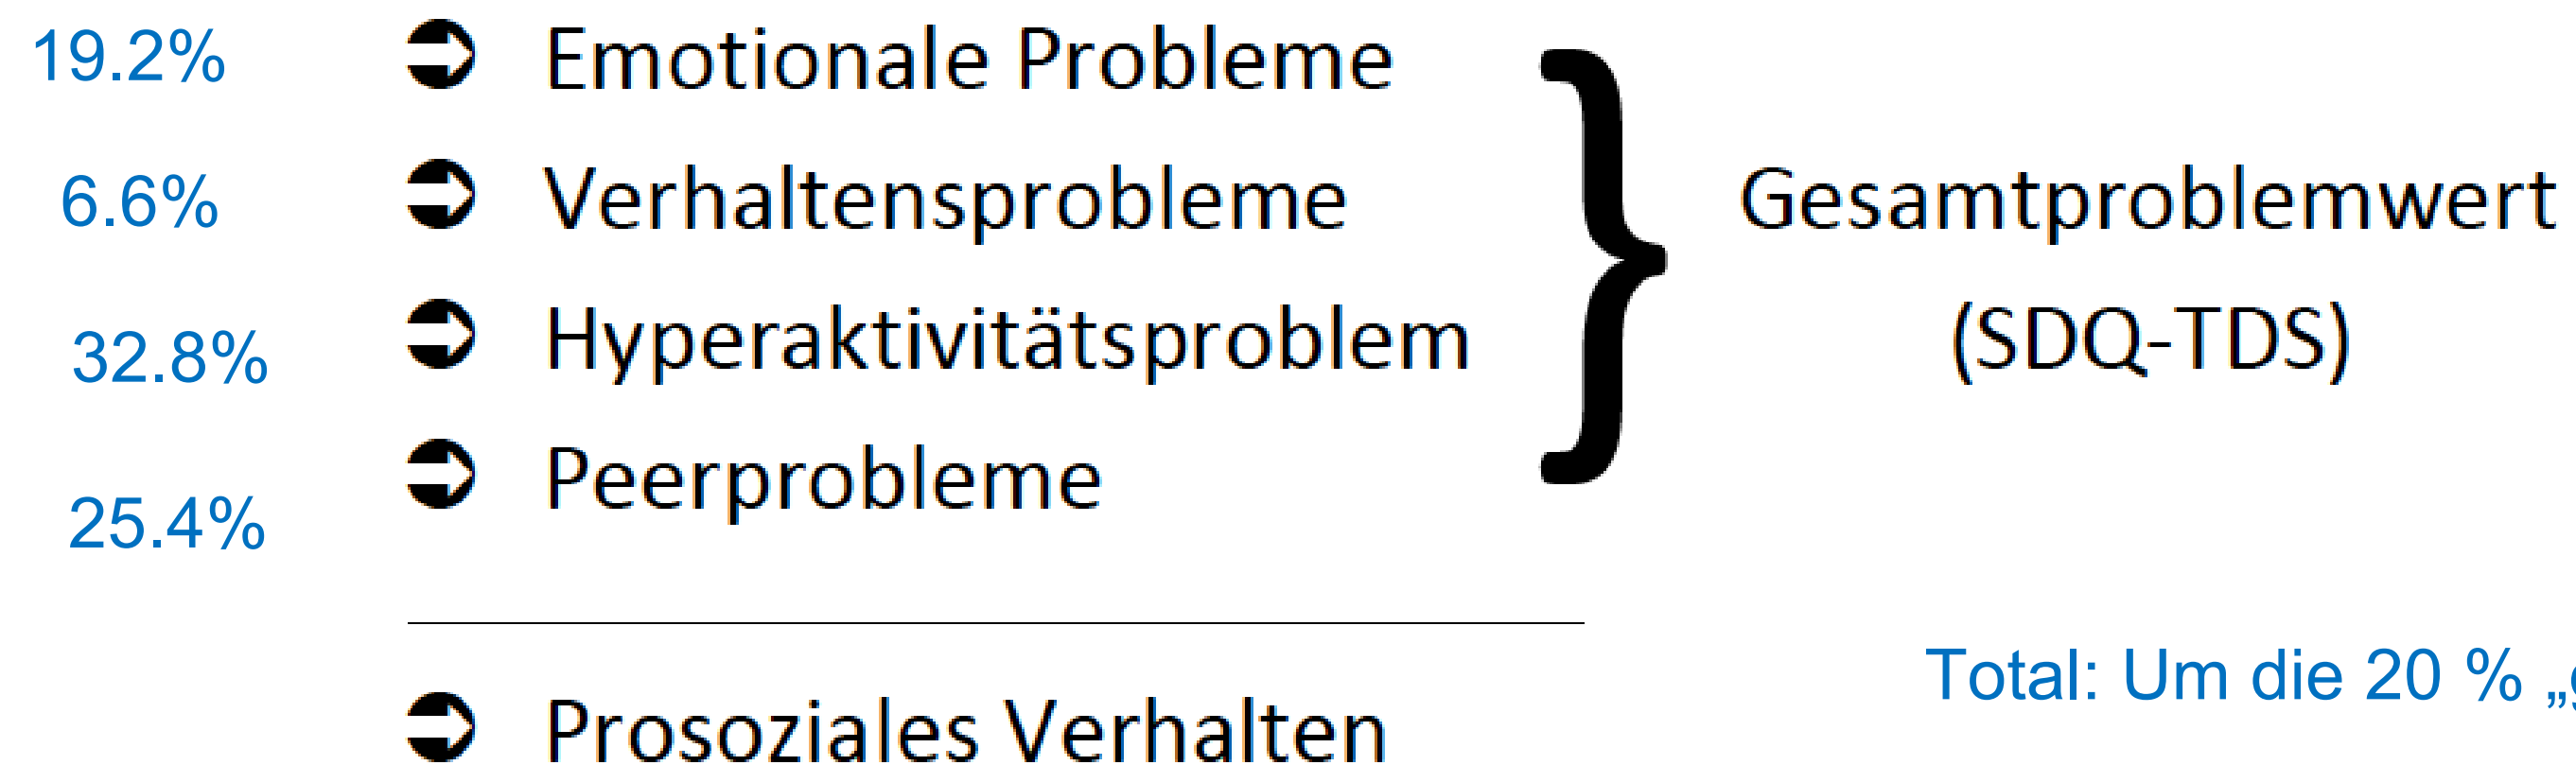 19.2% ➲ Emotionale Probleme
6.6% ➲ Verhaltensprobleme
Gesamtproblemwert
32.8% ➲ Hyperaktivitätsproblem
(SDQ-TDS)
25.4% ➲ Peerprobleme
Total: Um die 20 %
➲ Prosoziales Verhalten